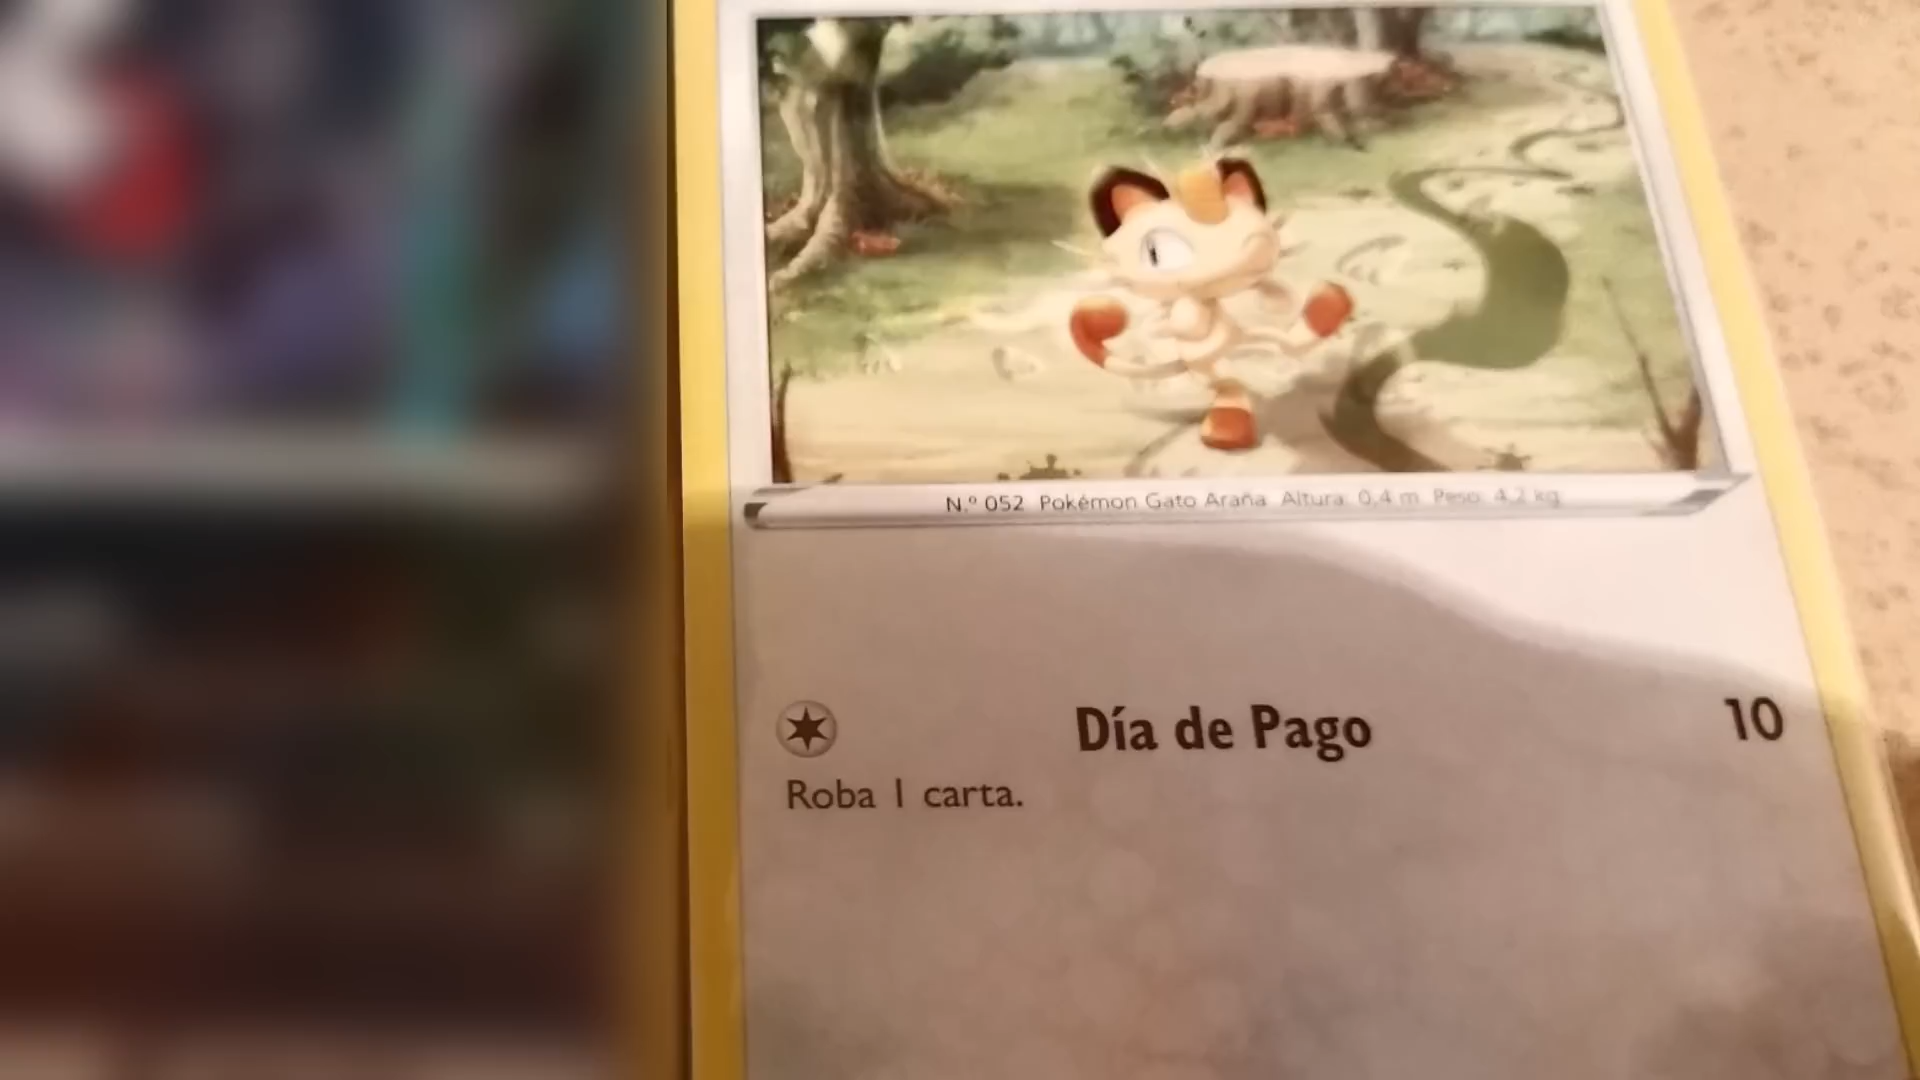 N.º 052 Pokémon Gato Araña Altura: 0,4 m Peso: 4,2 kg
Día de Pago 10
Roba 1 carta.